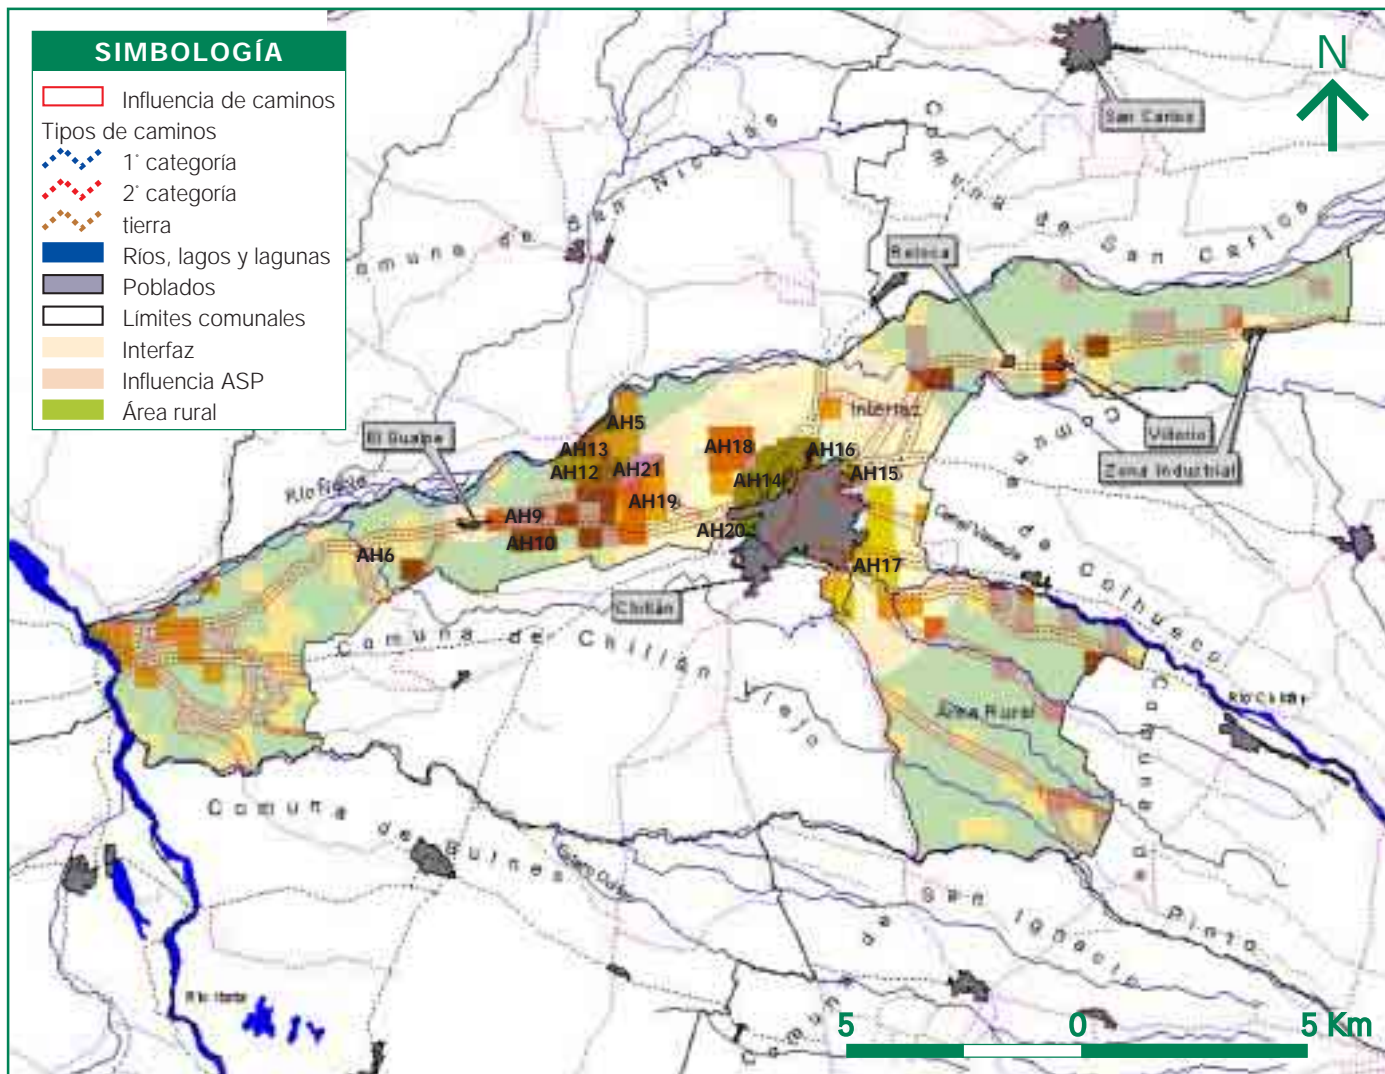 SIMBOLOGÍA
Influencia de caminos
Tipos de caminos
1° categoría
2° categoría
tierra
Ríos, lagos y lagunas
Poblados
Límites comunales
Interfaz
Influencia ASP
Área rural
N
San Carlos
Comuna de San Carlos
comuna de San Nicolás
Reloca
El Guape
Río Ñuble
Interfaz
Viñerio
Zona Industrial
AH5
AH13
AH12
AH21
AH18
AH16
AH14
AH15
AH19
AH9
AH10
AH20
AH6
AH17
Chillán
Comuna de Coihueco
Comuna de Chillán Viejo
Área Rural
Río Chillán
Comuna de Bulnes
San Ignacio
Comuna de Pinto
Río Itata
5 0 5 Km